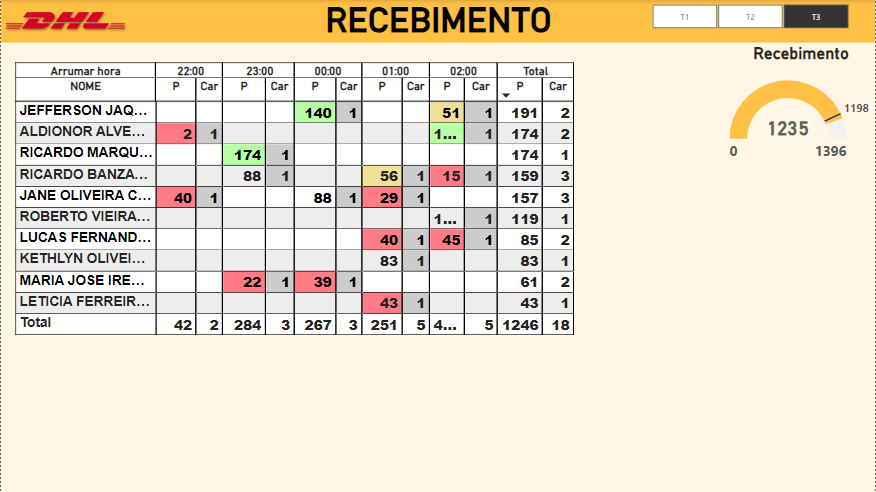 DHL
RECEBIMENTO
T1 T2 T3
Recebimento
1198
1235
0 1396
Arrumar hora 22:00 23:00 00:00 01:00 02:00 Total
NOME P Car P Car P Car P Car P Car P Car
JEFFERSON JAQ... 140 1 51 1 191 2
ALDIONOR ALVE... 2 1 1... 1 174 2
RICARDO MARQU... 174 1 174 1
RICARDO BANZA... 88 1 56 1 15 1 159 3
JANE OLIVEIRA C... 40 1 88 1 29 1 157 3
ROBERTO VIEIRA... 1... 1 119 1
LUCAS FERNAND... 40 1 45 1 85 2
KETHLYN OLIVEI... 83 1 83 1
MARIA JOSE IRE... 22 1 39 1 61 2
LETICIA FERREIR... 43 1 43 1
Total 42 2 284 3 267 3 251 5 4... 5 1246 18